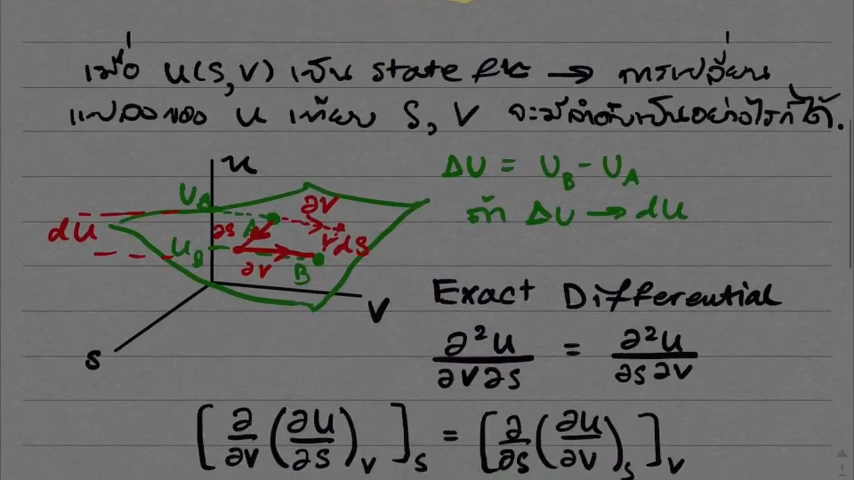 เมื่อ U(S,V) เป็น state fxc → การเปลี่ยน
แปลงของ U เทียบ S, V จะมีลำดับเป็นอย่างไรก็ได้.
U
U_A
∂V
ΔU = U_B - U_A
dU
∂S
A
dS
ถ้า ΔU → dU
U_B
∂V
B
V
S
Exact Differential
∂²U/∂V∂S = ∂²U/∂S∂V
[∂/∂V (∂U/∂S)_V]_S = [∂/∂S (∂U/∂V)_S]_V